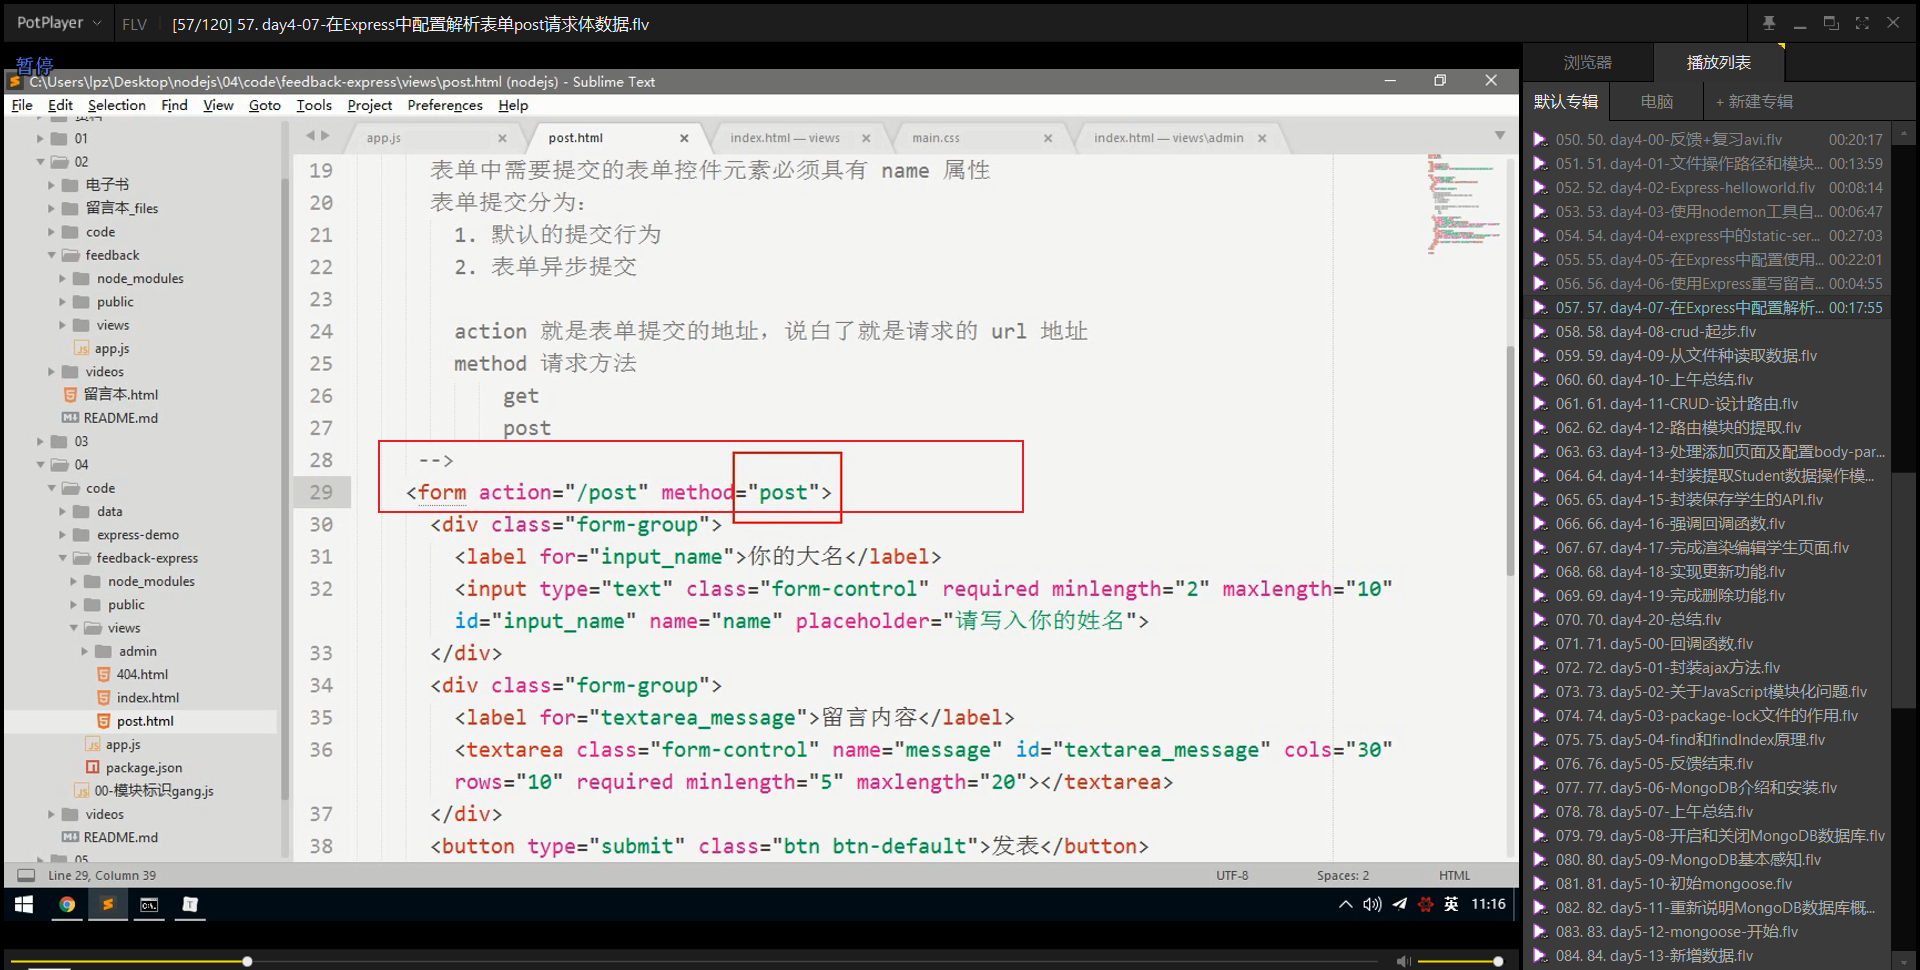 PotPlayer
FLV
[57/120] 57. day4-07-在Express中配置解析表单post请求体数据.flv
暂停
C:\Users\lpz\Desktop\nodejs\04\code\feedback-express\views\post.html (nodejs) - Sublime Text
File Edit Selection Find View Goto Tools Project Preferences Help
资料
01
02
电子书
留言本_files
code
feedback
node_modules
public
views
app.js
videos
留言本.html
README.md
03
04
code
data
express-demo
feedback-express
node_modules
public
views
admin
404.html
index.html
post.html
app.js
package.json
00-模块标识gang.js
videos
README.md
05
app.js
post.html
index.html — views
main.css
index.html — views\admin
19 表单中需要提交的表单控件元素必须具有 name 属性
20 表单提交分为:
21 1. 默认的提交行为
22 2. 表单异步提交
23
24 action 就是表单提交的地址，说白了就是请求的 url 地址
25 method 请求方法
26 get
27 post
28 -->
29 <form action="/post" method="post">
30 <div class="form-group">
31 <label for="input_name">你的大名</label>
32 <input type="text" class="form-control" required minlength="2" maxlength="10"
id="input_name" name="name" placeholder="请写入你的姓名">
33 </div>
34 <div class="form-group">
35 <label for="textarea_message">留言内容</label>
36 <textarea class="form-control" name="message" id="textarea_message" cols="30"
rows="10" required minlength="5" maxlength="20"></textarea>
37 </div>
38 <button type="submit" class="btn btn-default">发表</button>
Line 29, Column 39
UTF-8
Spaces: 2
HTML
英
11:16
浏览器
播放列表
默认专辑
电脑
+ 新建专辑
050. 50. day4-00-反馈+复习avi.flv 00:20:17
051. 51. day4-01-文件操作路径和模块... 00:13:59
052. 52. day4-02-Express-helloworld.flv 00:08:14
053. 53. day4-03-使用nodemon工具自... 00:06:47
054. 54. day4-04-express中的static-ser... 00:27:03
055. 55. day4-05-在Express中配置使用... 00:22:01
056. 56. day4-06-使用Express重写留言... 00:04:55
057. 57. day4-07-在Express中配置解析... 00:17:55
058. 58. day4-08-crud-起步.flv
059. 59. day4-09-从文件种读取数据.flv
060. 60. day4-10-上午总结.flv
061. 61. day4-11-CRUD-设计路由.flv
062. 62. day4-12-路由模块的提取.flv
063. 63. day4-13-处理添加页面及配置body-par...
064. 64. day4-14-封装提取Student数据操作模...
065. 65. day4-15-封装保存学生的API.flv
066. 66. day4-16-强调回调函数.flv
067. 67. day4-17-完成渲染编辑学生页面.flv
068. 68. day4-18-实现更新功能.flv
069. 69. day4-19-完成删除功能.flv
070. 70. day4-20-总结.flv
071. 71. day5-00-回调函数.flv
072. 72. day5-01-封装ajax方法.flv
073. 73. day5-02-关于JavaScript模块化问题.flv
074. 74. day5-03-package-lock文件的作用.flv
075. 75. day5-04-find和findIndex原理.flv
076. 76. day5-05-反馈结束.flv
077. 77. day5-06-MongoDB介绍和安装.flv
078. 78. day5-07-上午总结.flv
079. 79. day5-08-开启和关闭MongoDB数据库.flv
080. 80. day5-09-MongoDB基本感知.flv
081. 81. day5-10-初始mongoose.flv
082. 82. day5-11-重新说明MongoDB数据库概...
083. 83. day5-12-mongoose-开始.flv
084. 84. day5-13-新增数据.flv